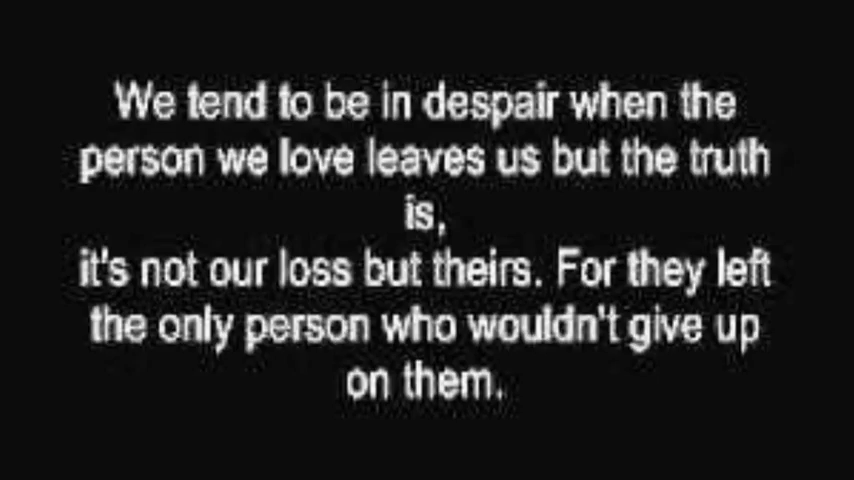 We tend to be in despair when the
person we love leaves us but the truth
is,
it's not our loss but theirs. For they left
the only person who wouldn't give up
on them.